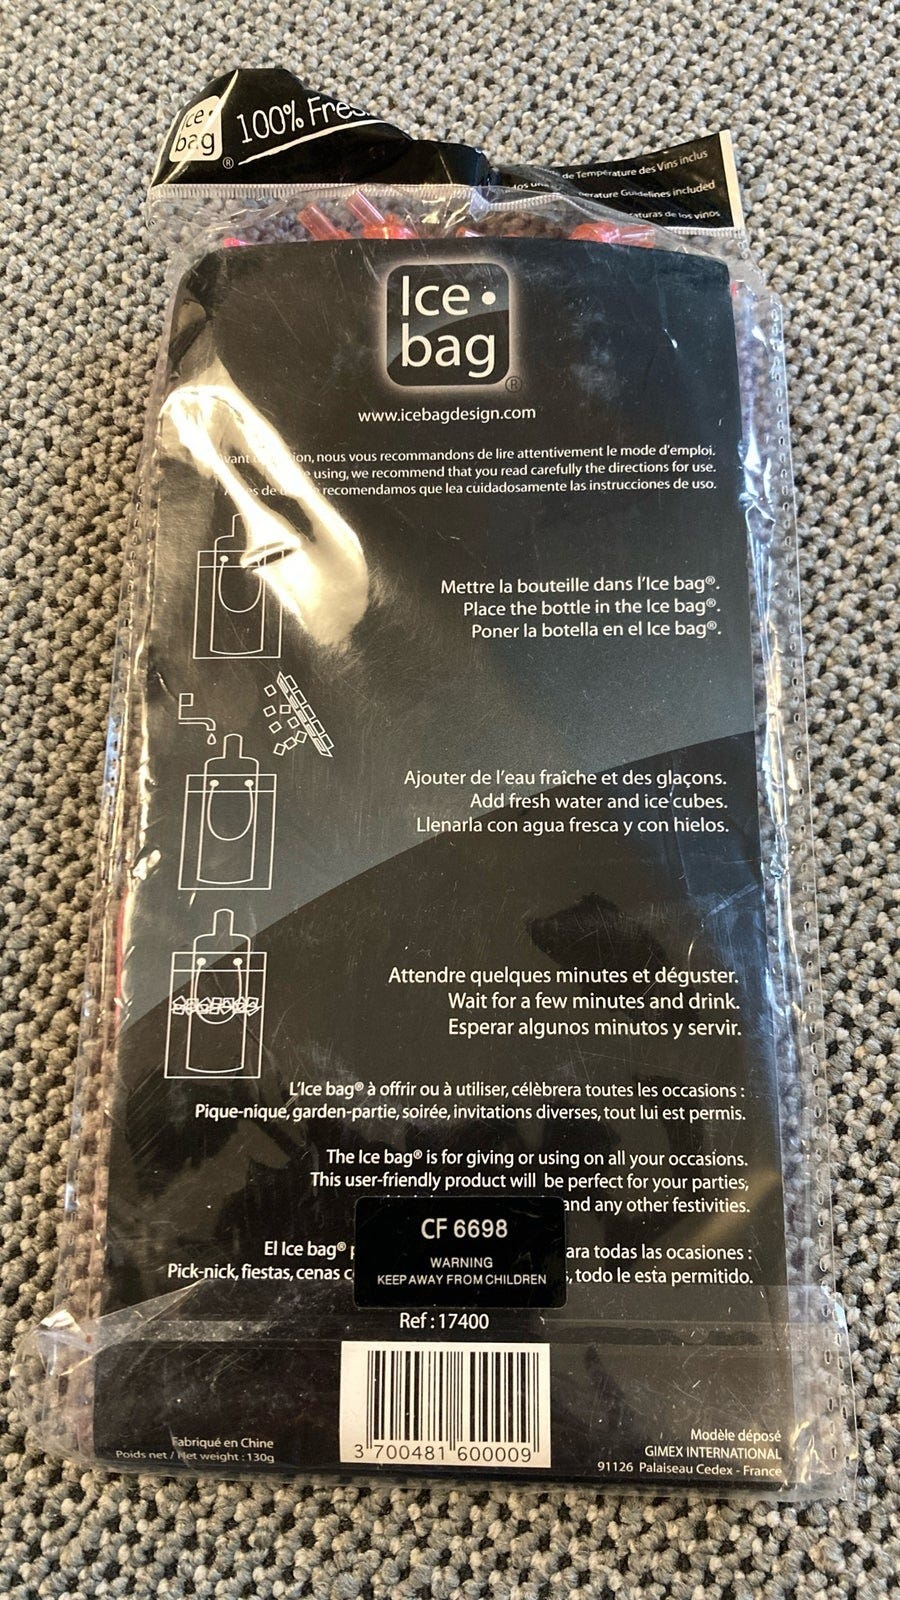 Ice•
bag
®
100% Fres
de Température des Vins inclus
erature Guidelines included
aturas de los vinos
Ice•
bag
®
www.icebagdesign.com
ion, nous vous recommandons de lire attentivement le mode d'emploi.
using, we recommend that you read carefully the directions for use.
recomendamos que lea cuidadosamente las instrucciones de uso.
Mettre la bouteille dans l'Ice bag®.
Place the bottle in the Ice bag®.
Poner la botella en el Ice bag®.
Ajouter de l'eau fraîche et des glaçons.
Add fresh water and ice cubes.
Llenarla con agua fresca y con hielos.
Attendre quelques minutes et déguster.
Wait for a few minutes and drink.
Esperar algunos minutos y servir.
L'Ice bag® à offrir ou à utiliser, célèbrera toutes les occasions :
Pique-nique, garden-partie, soirée, invitations diverses, tout lui est permis.
The Ice bag® is for giving or using on all your occasions.
This user-friendly product will be perfect for your parties,
and any other festivities.
El Ice bag® p ara todas las ocasiones :
Pick-nick, fiestas, cenas c s, todo le esta permitido.
CF 6698
WARNING
KEEP AWAY FROM CHILDREN
Ref : 17400
3 700481 600009
Fabriqué en Chine
Poids net / Net weight : 130g
Modèle déposé
GIMEX INTERNATIONAL
91126 Palaiseau Cedex - France